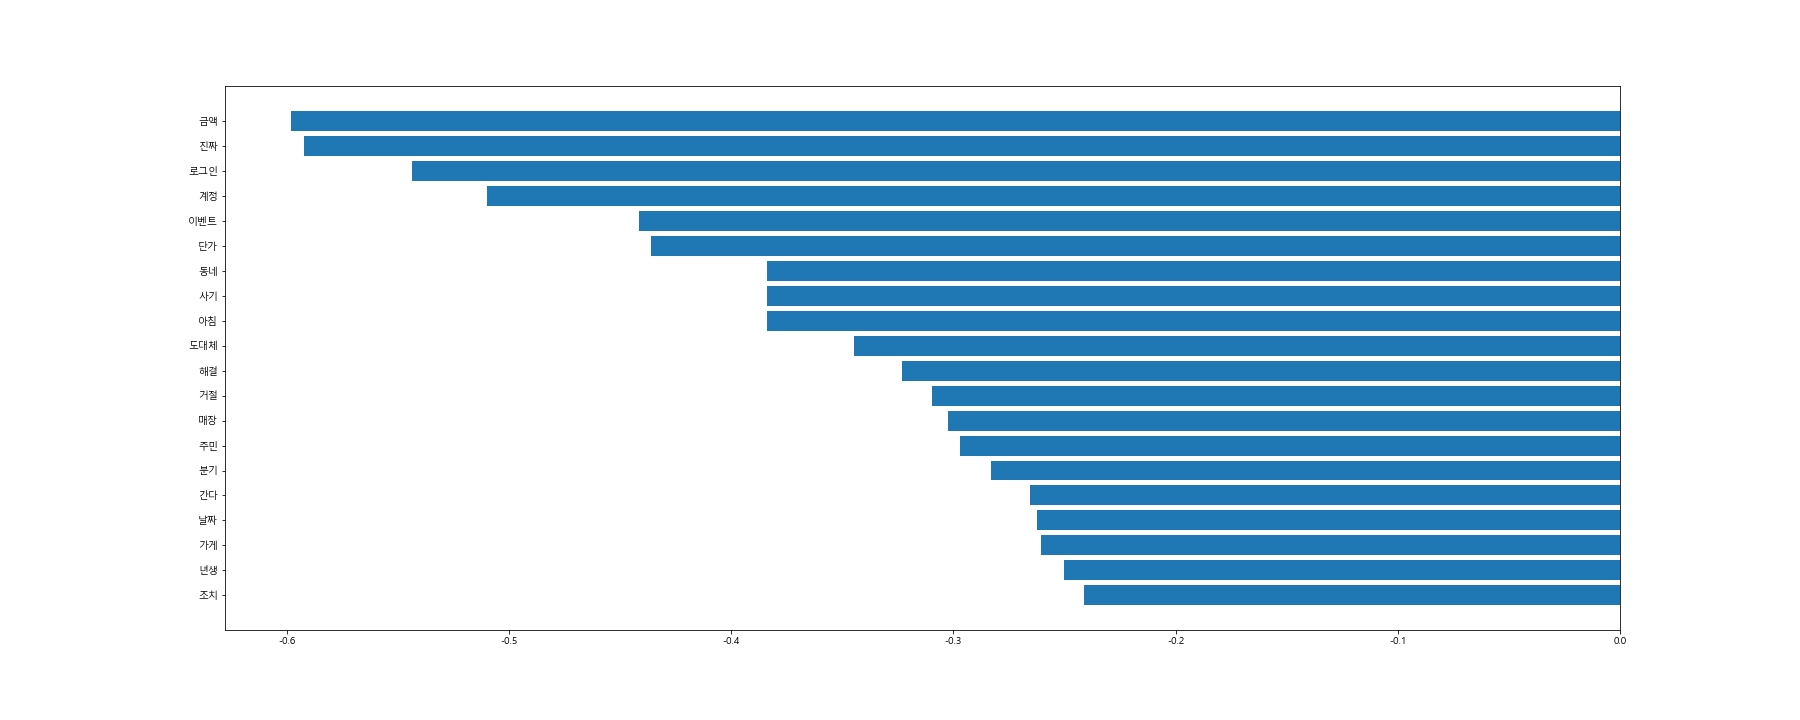 금액
진짜
로그인
계정
이벤트
단가
동네
사기
아침
도대체
해결
거절
매장
주민
분기
간다
날짜
가게
년생
조치
-0.6 -0.5 -0.4 -0.3 -0.2 -0.1 0.0